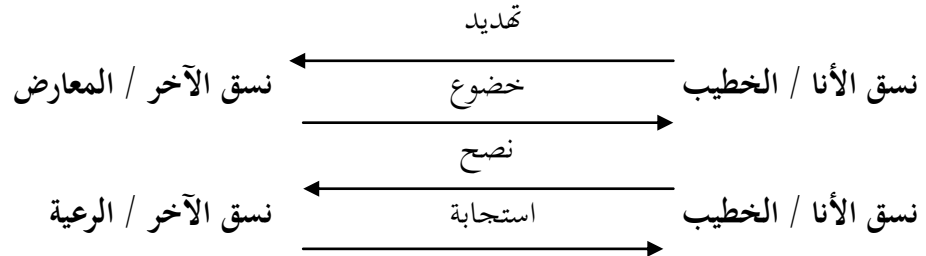 تهديد
نسق الأنا / الخطيب خضوع نسق الآخر / المعارض
نصح
نسق الأنا / الخطيب استجابة نسق الآخر / الرعية